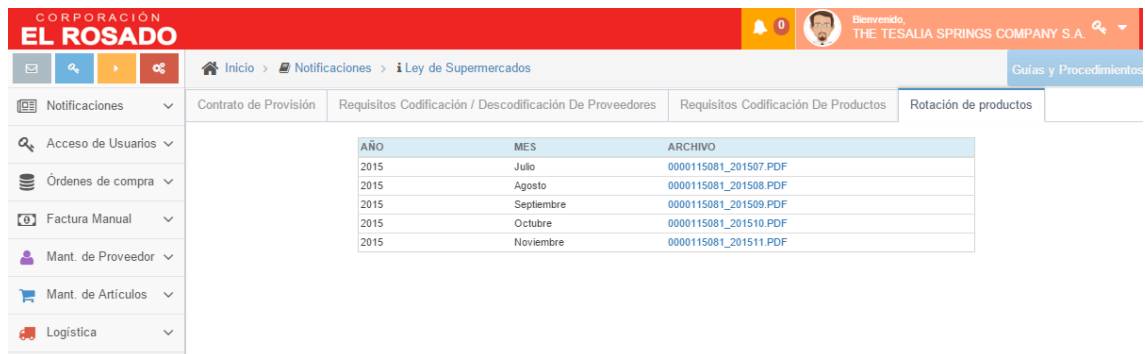 CORPORACIÓN
EL ROSADO
0
Bienvenido,
THE TESALIA SPRINGS COMPANY S.A.
Inicio > Notificaciones > i Ley de Supermercados
Guías y Procedimientos
Notificaciones
Acceso de Usuarios
Órdenes de compra
Factura Manual
Mant. de Proveedor
Mant. de Artículos
Logística
Contrato de Provisión
Requisitos Codificación / Descodificación De Proveedores
Requisitos Codificación De Productos
Rotación de productos
AÑO MES ARCHIVO
2015 Julio 0000115081_201507.PDF
2015 Agosto 0000115081_201508.PDF
2015 Septiembre 0000115081_201509.PDF
2015 Octubre 0000115081_201510.PDF
2015 Noviembre 0000115081_201511.PDF